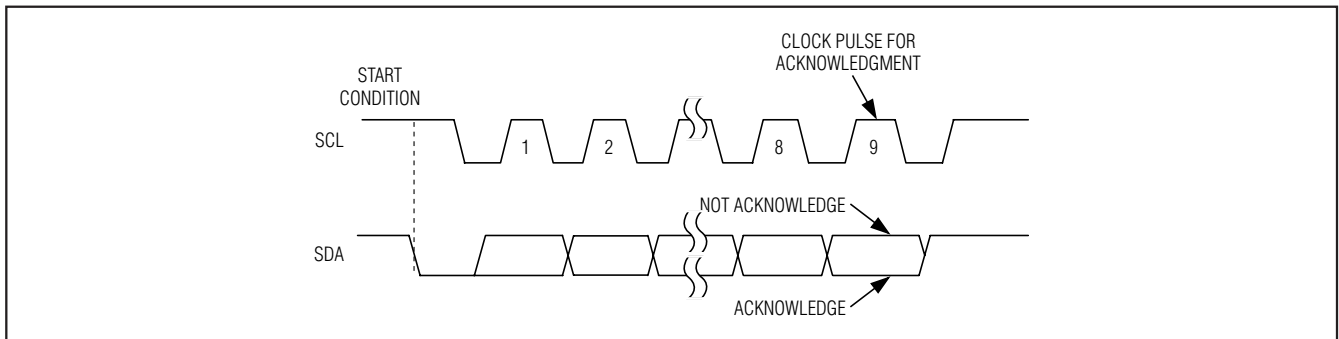 CLOCK PULSE FOR
ACKNOWLEDGMENT
START
CONDITION
SCL
1
2
8
9
NOT ACKNOWLEDGE
SDA
ACKNOWLEDGE